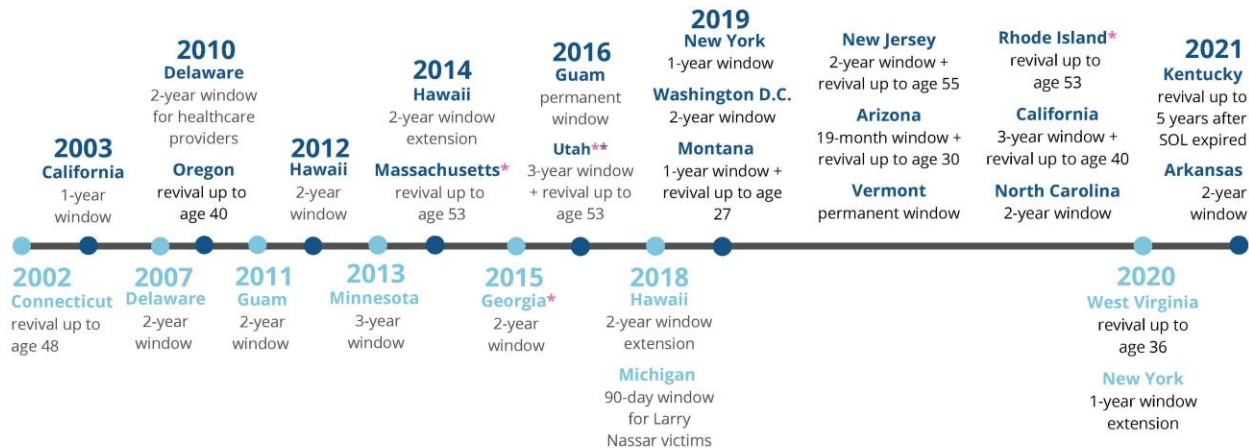 2002
Connecticut
revival up to
age 48
2003
California
1-year
window
2007
Delaware
2-year
window
2010
Delaware
2-year window
for healthcare
providers
Oregon
revival up to
age 40
2011
Guam
2-year
window
2012
Hawaii
2-year
window
2013
Minnesota
3-year
window
2014
Hawaii
2-year window
extension
Massachusetts*
revival up to
age 53
2015
Georgia*
2-year
window
2016
Guam
permanent
window
Utah**
3-year window
+ revival up to
age 53
2018
Hawaii
2-year window
extension
Michigan
90-day window
for Larry
Nassar victims
2019
New York
1-year window
Washington D.C.
2-year window
Montana
1-year window +
revival up to age
27
New Jersey
2-year window +
revival up to age 55
Arizona
19-month window +
revival up to age 30
Vermont
permanent window
Rhode Island*
revival up to
age 53
California
3-year window +
revival up to age 40
North Carolina
2-year window
2020
West Virginia
revival up to
age 36
New York
1-year window
extension
2021
Kentucky
revival up to
5 years after
SOL expired
Arkansas
2-year
window